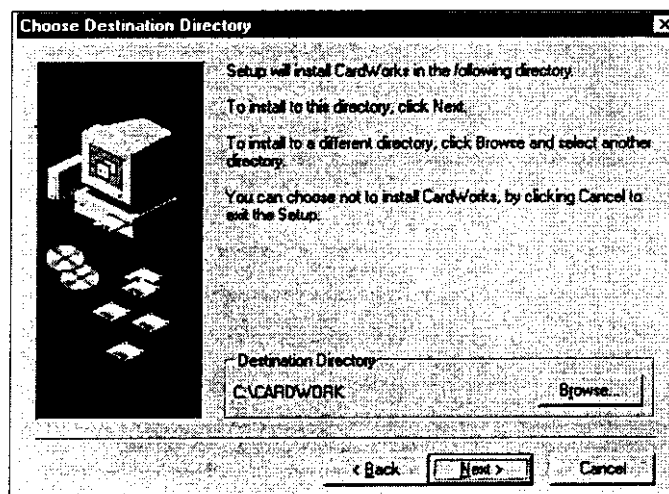 Choose Destination Directory
Setup will install CardWorks in the following directory.
To install to this directory, click Next.
To install to a different directory, click Browse and select another
directory.
You can choose not to install CardWorks, by clicking Cancel to
exit the Setup.
Destination Directory
C:\CARDWORK
Browse...
< Back
Next >
Cancel